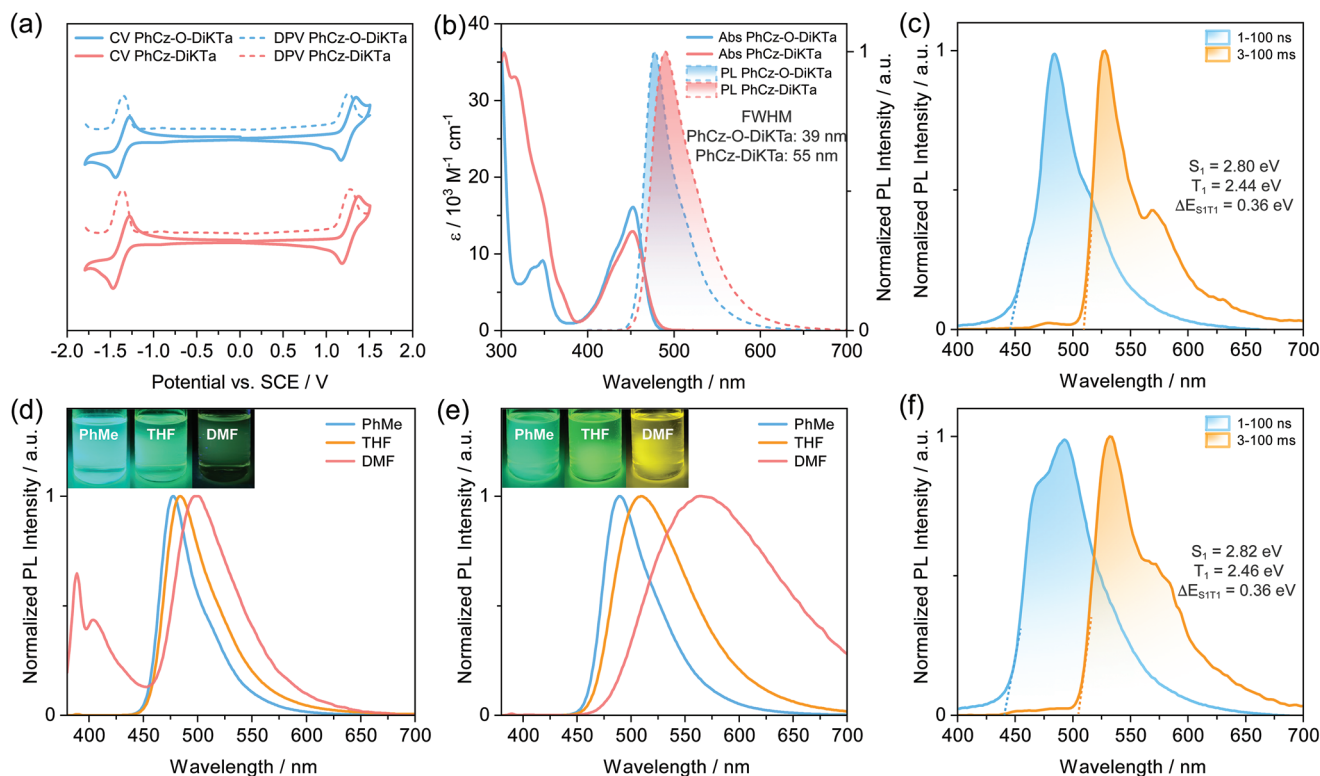 (a)
CV PhCz-O-DiKTa
DPV PhCz-O-DiKTa
CV PhCz-DiKTa
DPV PhCz-DiKTa
-2.0 -1.5 -1.0 -0.5 0.0 0.5 1.0 1.5 2.0
Potential vs. SCE / V
(b)
40
35
30
25
20
15
10
5
0
ε / 10³ M⁻¹ cm⁻¹
Abs PhCz-O-DiKTa
Abs PhCz-DiKTa
PL PhCz-O-DiKTa
PL PhCz-DiKTa
FWHM
PhCz-O-DiKTa: 39 nm
PhCz-DiKTa: 55 nm
1
0
Normalized PL Intensity / a.u.
300 400 500 600 700
Wavelength / nm
(c)
1
0
Normalized PL Intensity / a.u.
1-100 ns
3-100 ms
S₁ = 2.80 eV
T₁ = 2.44 eV
ΔE_S1T1 = 0.36 eV
400 450 500 550 600 650 700
Wavelength / nm
(d)
PhMe THF DMF
PhMe
THF
DMF
1
0
Normalized PL Intensity / a.u.
400 450 500 550 600 650 700
Wavelength / nm
(e)
PhMe THF DMF
PhMe
THF
DMF
1
0
Normalized PL Intensity / a.u.
400 450 500 550 600 650 700
Wavelength / nm
(f)
1
0
Normalized PL Intensity / a.u.
1-100 ns
3-100 ms
S₁ = 2.82 eV
T₁ = 2.46 eV
ΔE_S1T1 = 0.36 eV
400 450 500 550 600 650 700
Wavelength / nm